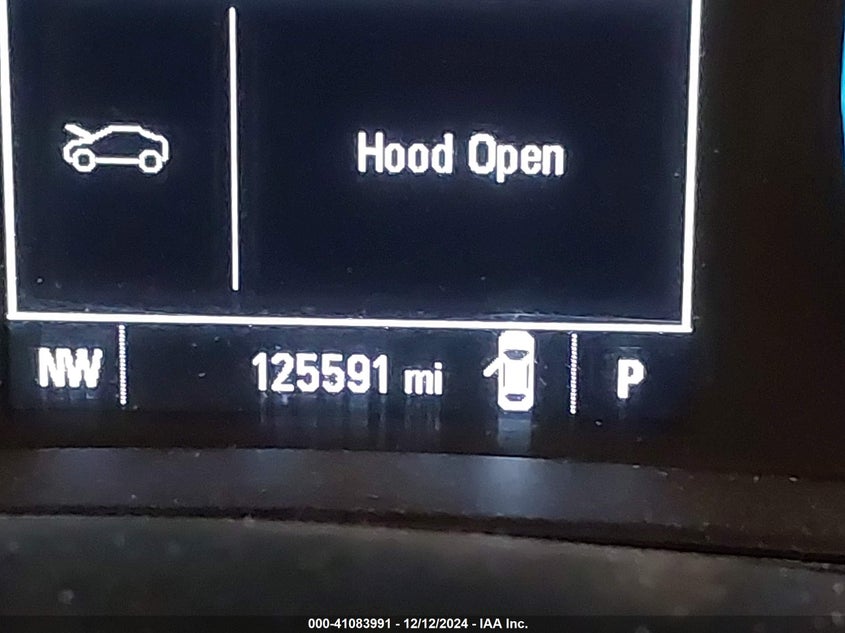 Hood Open
NW 125591 mi P
000-41083991 - 12/12/2024 - IAA Inc.